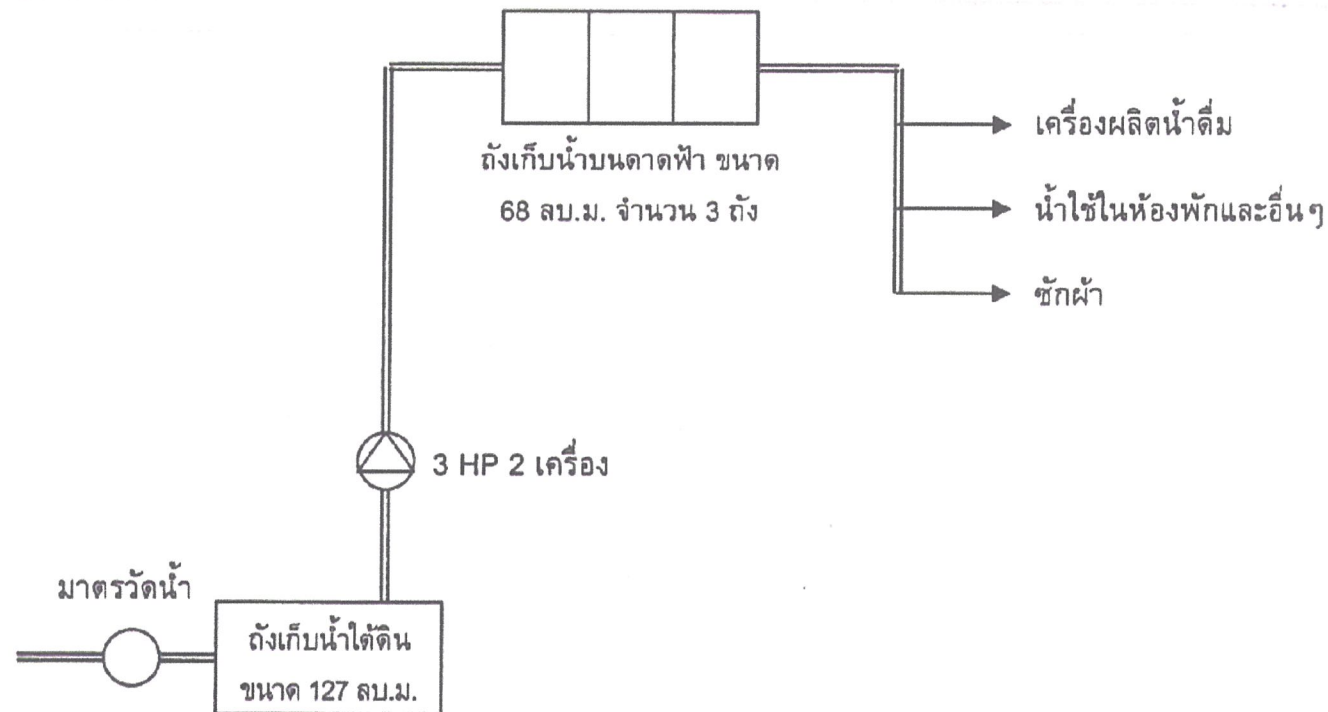 เครื่องผลิตน้ำดื่ม
ถังเก็บน้ำบนดาดฟ้า ขนาด
68 ลบ.ม. จำนวน 3 ถัง
น้ำใช้ในห้องพักและอื่นๆ
ซักผ้า
3 HP 2 เครื่อง
มาตรวัดน้ำ
ถังเก็บน้ำใต้ดิน
ขนาด 127 ลบ.ม.